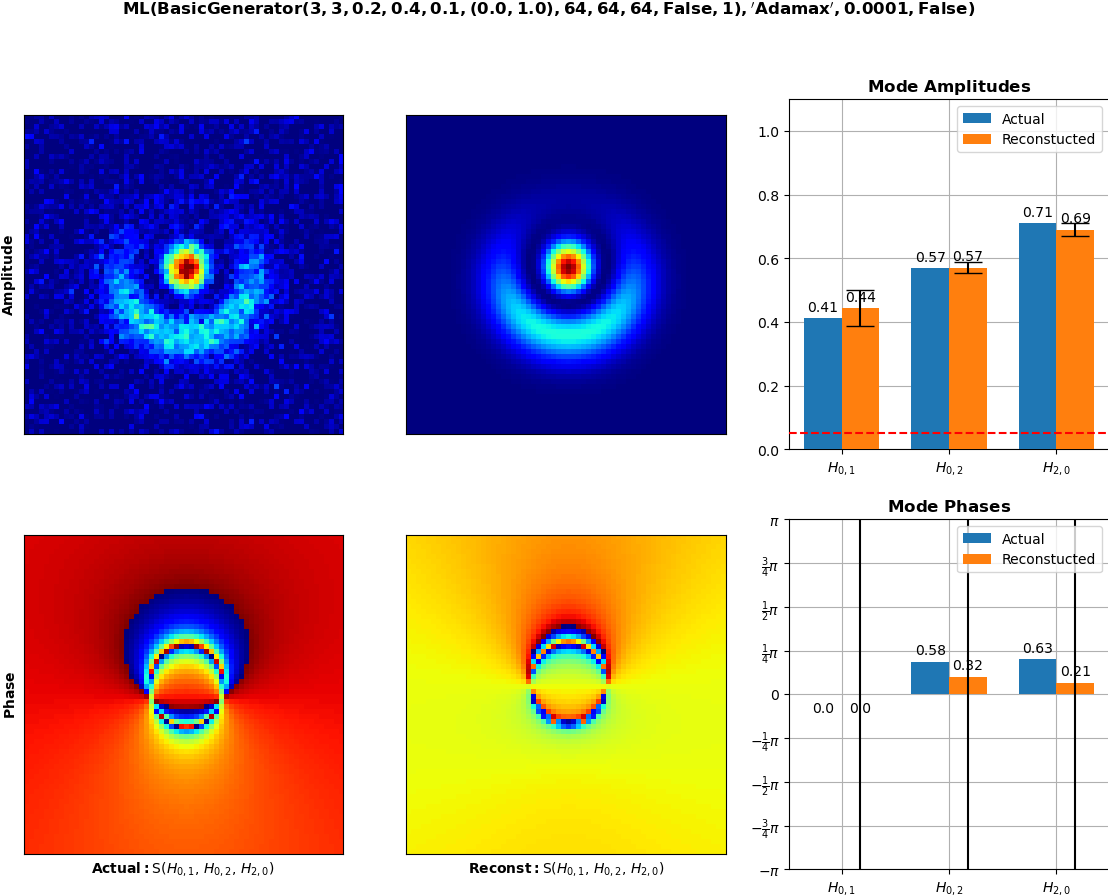 ML(BasicGenerator(3, 3, 0.2, 0.4, 0.1, (0.0, 1.0), 64, 64, 64, False, 1), 'Adamax', 0.0001, False)
Mode Amplitudes
Actual
Reconstucted
1.0
0.8
0.6
0.4
0.2
0.0
0.41
0.44
0.57
0.57
0.71
0.69
H0,1
H0,2
H2,0
Amplitude
Mode Phases
Actual
Reconstucted
π
3/4π
1/2π
1/4π
0
−1/4π
−1/2π
−3/4π
−π
0.0
0.0
0.58
0.32
0.63
0.21
H0,1
H0,2
H2,0
Phase
Actual: S(H0,1, H0,2, H2,0)
Reconst: S(H0,1, H0,2, H2,0)